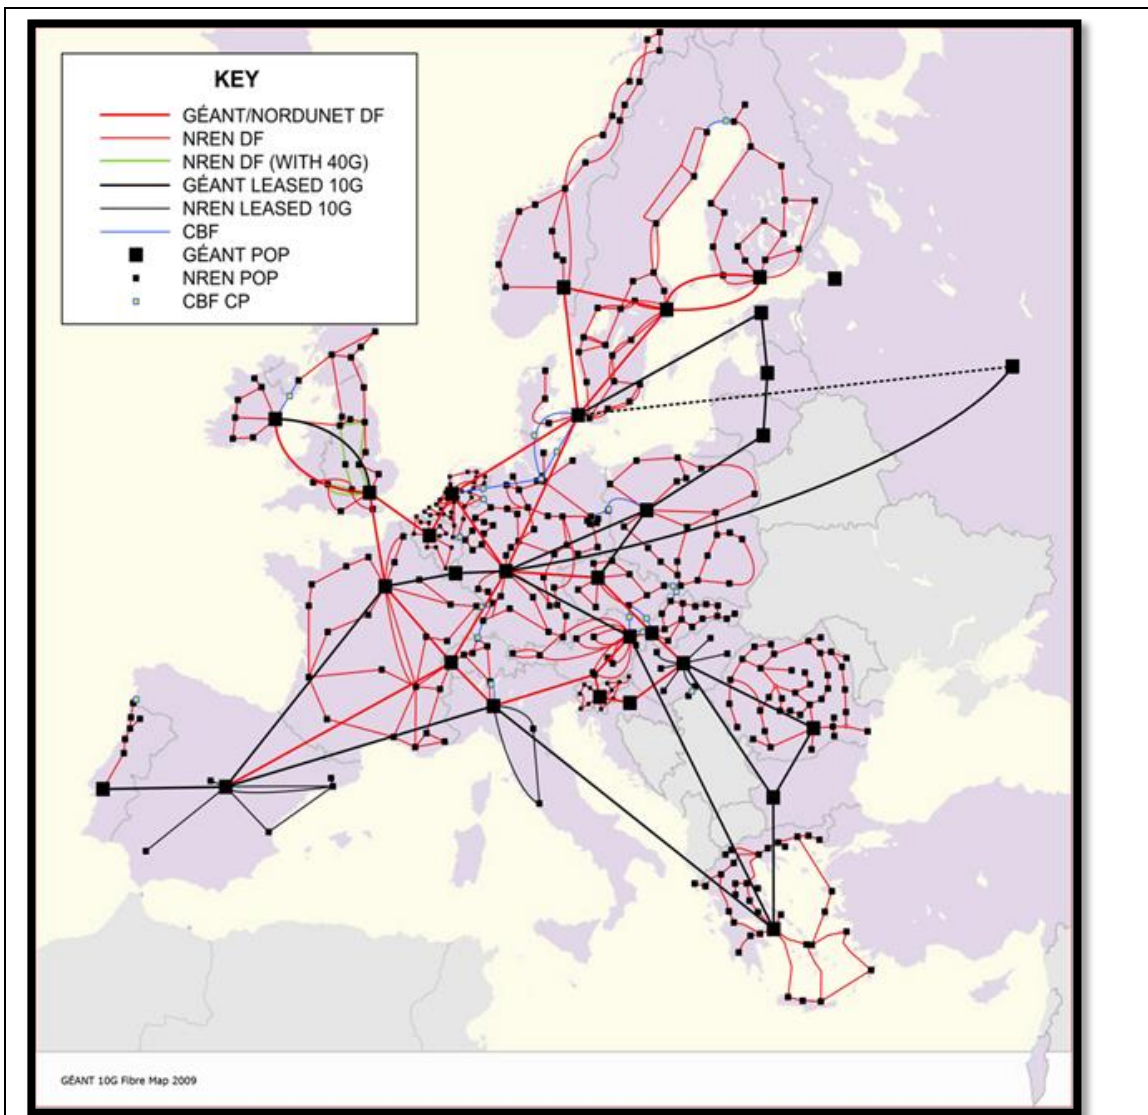 KEY
GÉANT/NORDUNET DF
NREN DF
NREN DF (WITH 40G)
GÉANT LEASED 10G
NREN LEASED 10G
CBF
GÉANT POP
NREN POP
CBF CP
GÉANT 10G Fibre Map 2009